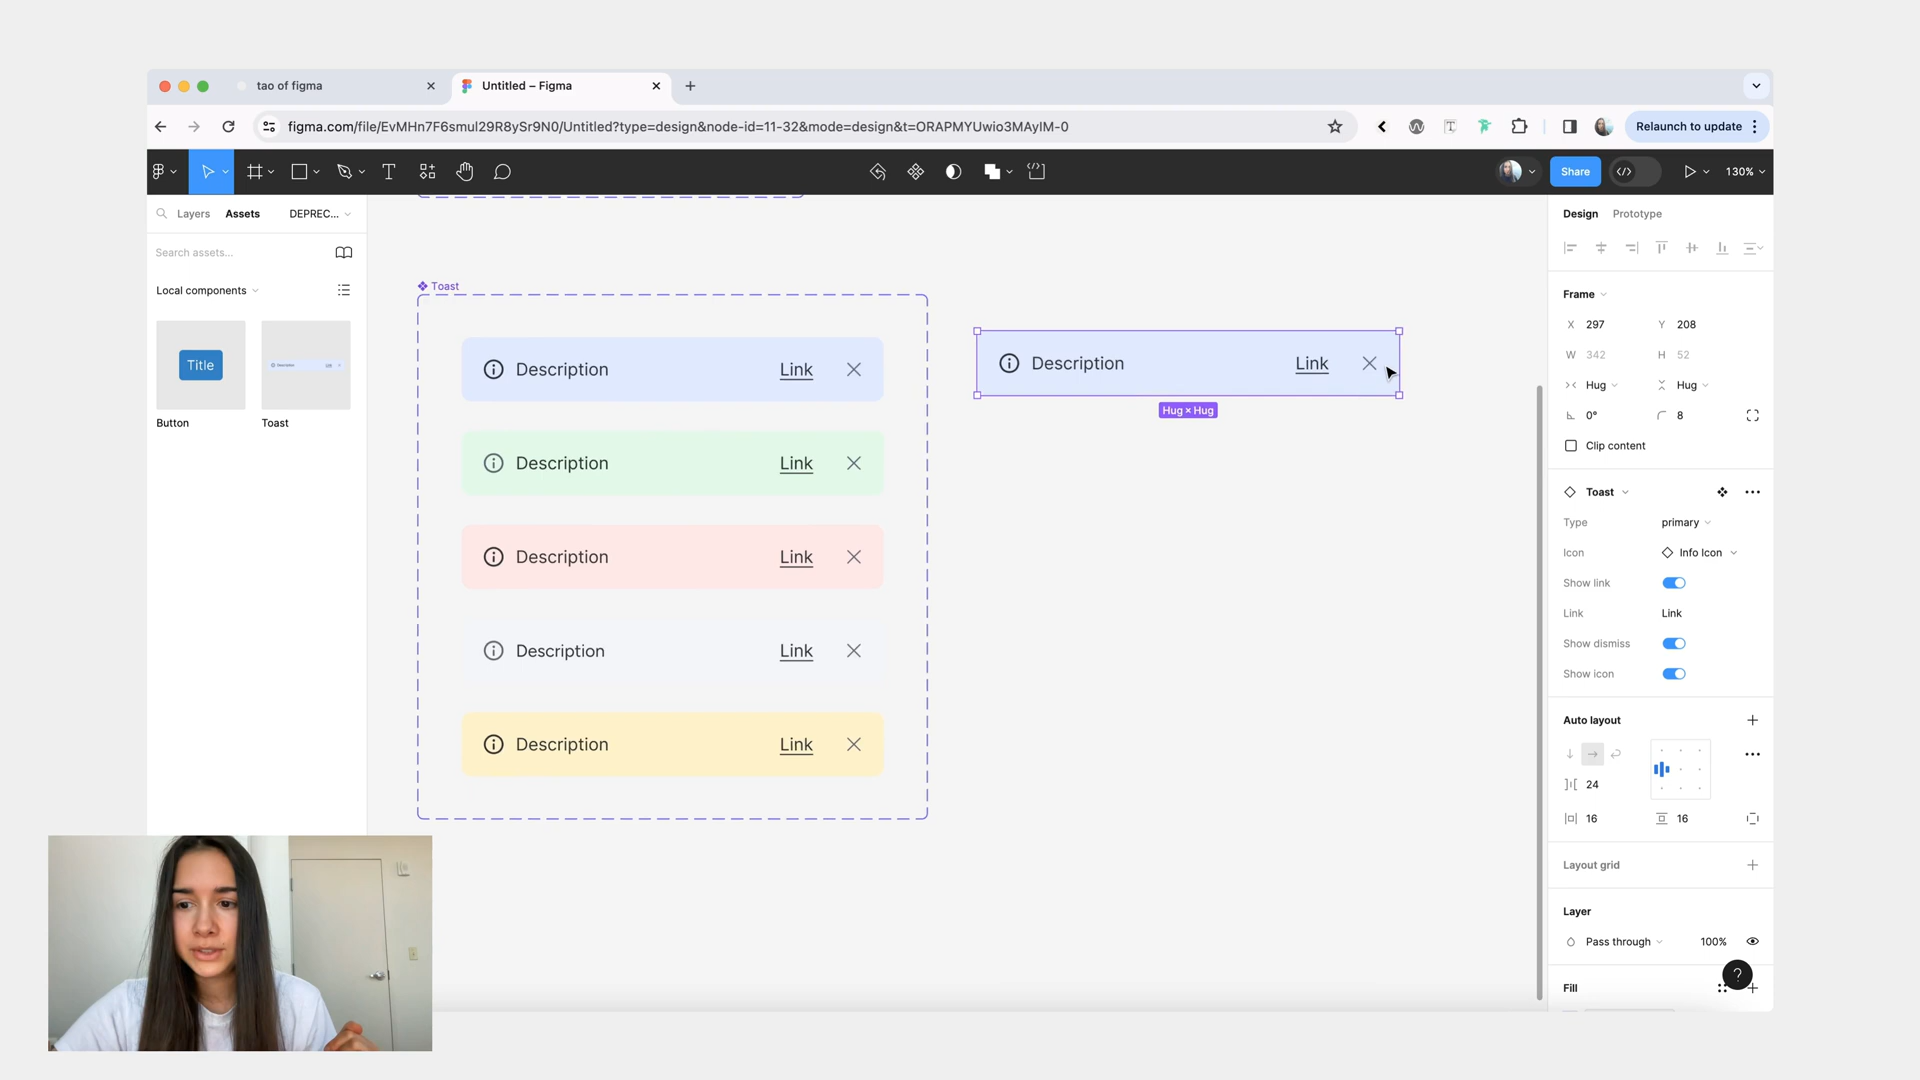 tao of figma
Untitled – Figma
figma.com/file/EvMHn7F6smul29R8ySr9N0/Untitled?type=design&node-id=11-32&mode=design&t=ORAPMYUwio3MAyIM-0
Relaunch to update
Share
130%
Layers
Assets
DEPREC...
Search assets...
Local components
Title
Button
Toast
Toast
Description Link
Description Link
Description Link
Description Link
Description Link
Description Link
Hug × Hug
Design
Prototype
Frame
X 297 Y 208
W 342 H 52
Hug Hug
0° 8
Clip content
Toast
Type primary
Icon Info Icon
Show link
Link Link
Show dismiss
Show icon
Auto layout
24
16 16
Layout grid
Layer
Pass through 100%
?
Fill